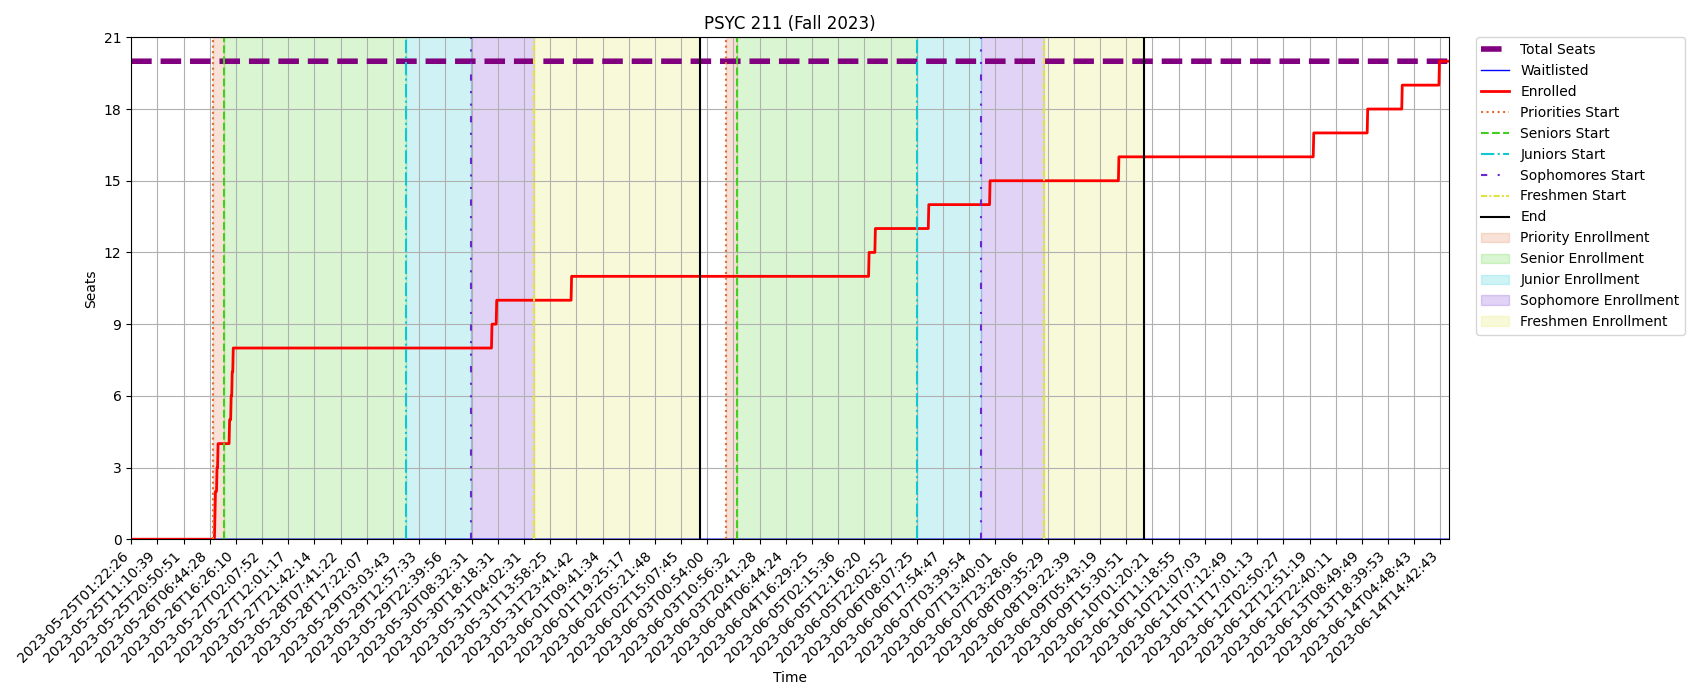 PSYC 211 (Fall 2023)
21
18
15
12
9
6
3
0
Seats
2023-05-25T01:22:26
2023-05-25T11:10:39
2023-05-25T20:50:51
2023-05-26T06:44:28
2023-05-26T16:26:10
2023-05-27T02:07:52
2023-05-27T12:01:17
2023-05-27T21:42:14
2023-05-28T07:41:22
2023-05-28T17:22:07
2023-05-29T03:03:43
2023-05-29T12:57:33
2023-05-29T22:39:56
2023-05-30T08:32:31
2023-05-30T18:18:31
2023-05-31T04:02:31
2023-05-31T13:58:25
2023-05-31T23:41:42
2023-06-01T09:41:34
2023-06-01T19:25:17
2023-06-02T05:21:48
2023-06-02T15:07:45
2023-06-03T00:54:00
2023-06-03T10:56:32
2023-06-03T20:41:28
2023-06-04T06:44:24
2023-06-04T16:29:25
2023-06-05T02:15:36
2023-06-05T12:16:20
2023-06-05T22:02:52
2023-06-06T08:07:25
2023-06-06T17:54:47
2023-06-07T03:39:54
2023-06-07T13:40:01
2023-06-07T23:28:06
2023-06-08T09:35:29
2023-06-08T19:22:39
2023-06-09T05:43:19
2023-06-09T15:30:51
2023-06-10T01:20:21
2023-06-10T11:18:55
2023-06-10T21:07:03
2023-06-11T07:12:49
2023-06-11T17:01:13
2023-06-12T02:50:27
2023-06-12T12:51:19
2023-06-12T22:40:11
2023-06-13T08:49:49
2023-06-13T18:39:53
2023-06-14T04:48:43
2023-06-14T14:42:43
Time
Total Seats
Waitlisted
Enrolled
Priorities Start
Seniors Start
Juniors Start
Sophomores Start
Freshmen Start
End
Priority Enrollment
Senior Enrollment
Junior Enrollment
Sophomore Enrollment
Freshmen Enrollment